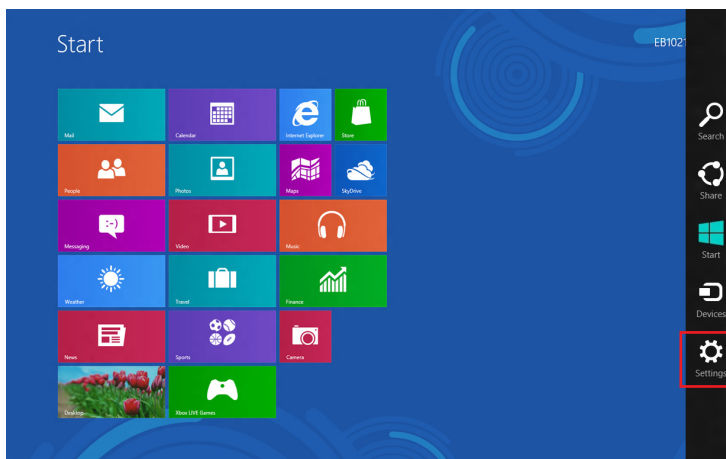 Start
EB1021
Mail
Calendar
Internet Explorer
Store
People
Photos
Maps
SkyDrive
Messaging
:-)
Video
Music
Weather
Travel
Finance
News
Sports
Camera
Desktop
Xbox LIVE Games
Search
Share
Start
Devices
Settings